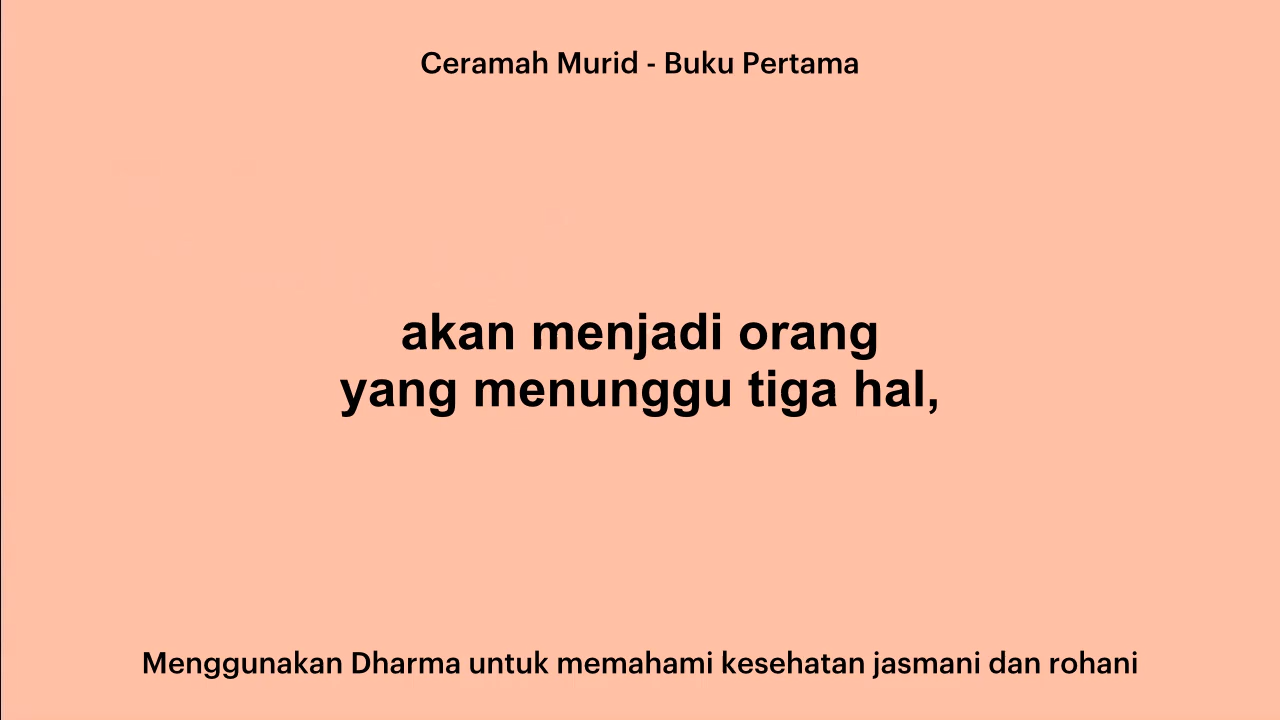 Ceramah Murid - Buku Pertama
akan menjadi orang
yang menunggu tiga hal,
Menggunakan Dharma untuk memahami kesehatan jasmani dan rohani